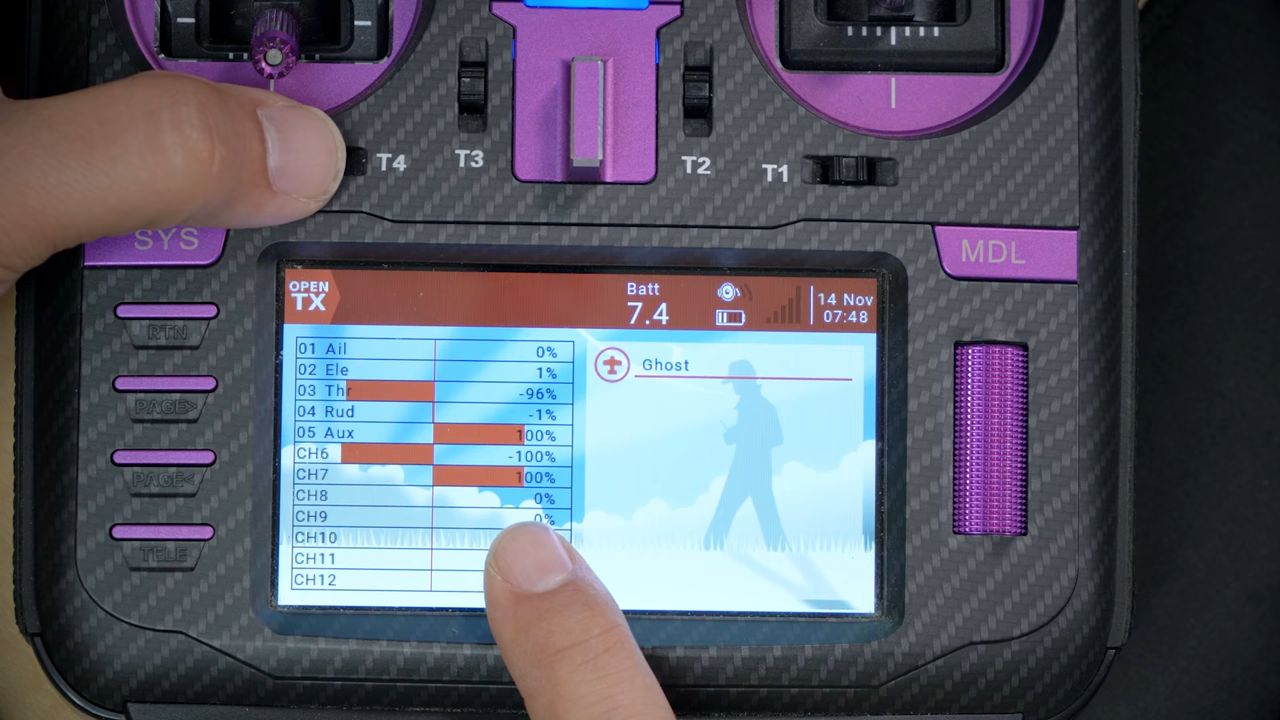 T4
T3
T2
T1
SYS
MDL
OPEN
TX
Batt
7.4
14 Nov
07:48
RTN
PAGE>
PAGE<
TELE
01 Ail 0%
02 Ele 1%
03 Thr -96%
04 Rud -1%
05 Aux 100%
CH6 -100%
CH7 100%
CH8 0%
CH9 0%
CH10
CH11
CH12
Ghost